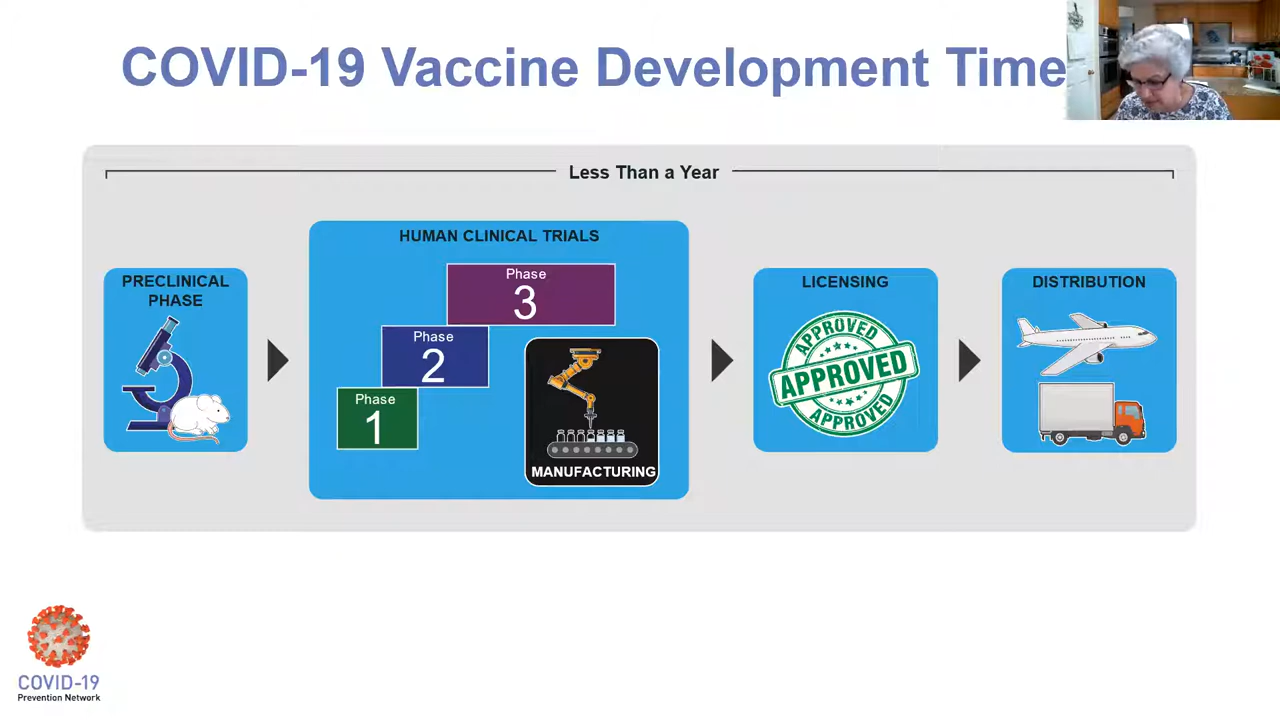 COVID-19 Vaccine Development Time
Less Than a Year
PRECLINICAL
PHASE
HUMAN CLINICAL TRIALS
Phase
3
Phase
2
Phase
1
MANUFACTURING
LICENSING
APPROVED
APPROVED
APPROVED
DISTRIBUTION
COVID-19
Prevention Network